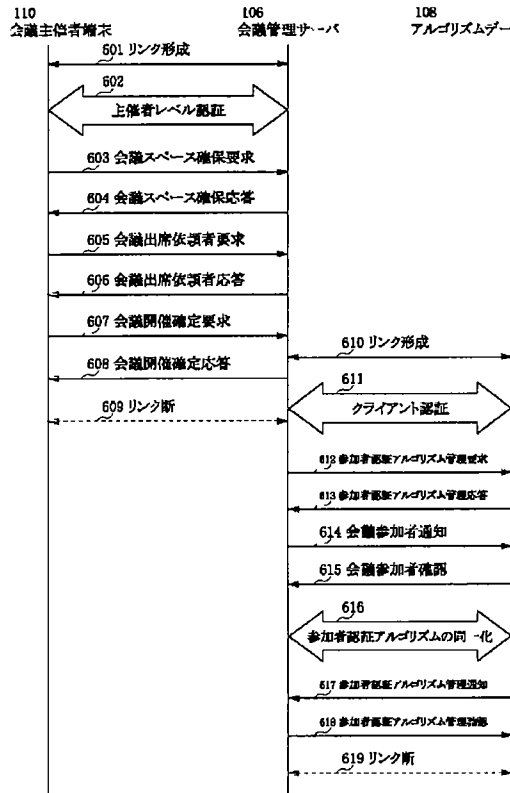 110 106 108
会議主催者端末 会議管理サーバ アルゴリズムデー
601 リンク形成
602
主催者レベル認証
603 会議スペース確保要求
604 会議スペース確保応答
605 会議出席依頼者要求
606 会議出席依頼者応答
607 会議開催確定要求
610 リンク形成
608 会議開催確定応答
611
クライアント認証
609 リンク断
612 参加者認証アルゴリズム管理要求
613 参加者認証アルゴリズム管理応答
614 会議参加者通知
615 会議参加者確認
616
参加者認証アルゴリズムの同一化
617 参加者認証アルゴリズム管理通知
618 参加者認証アルゴリズム管理確認
619 リンク断